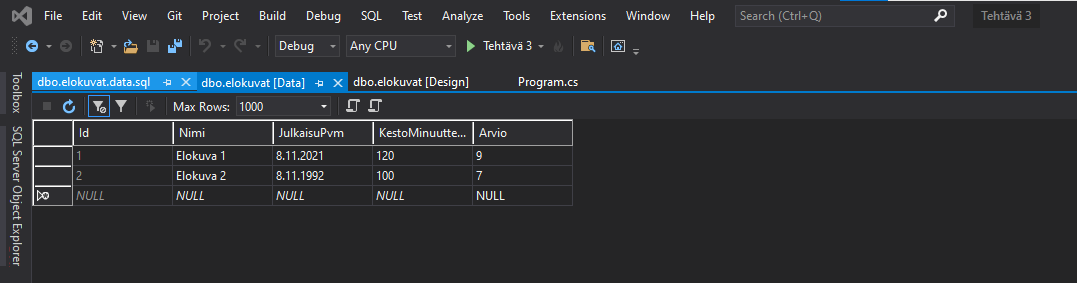 File Edit View Git Project Build Debug SQL Test Analyze Tools Extensions Window Help Search (Ctrl+Q) Tehtävä 3
Debug Any CPU Tehtävä 3
Toolbox
SQL Server Object Explorer
dbo.elokuvat.data.sql dbo.elokuvat [Data] dbo.elokuvat [Design] Program.cs
Max Rows: 1000
Id Nimi JulkaisuPvm KestoMinuutte... Arvio
1 Elokuva 1 8.11.2021 120 9
2 Elokuva 2 8.11.1992 100 7
NULL NULL NULL NULL NULL